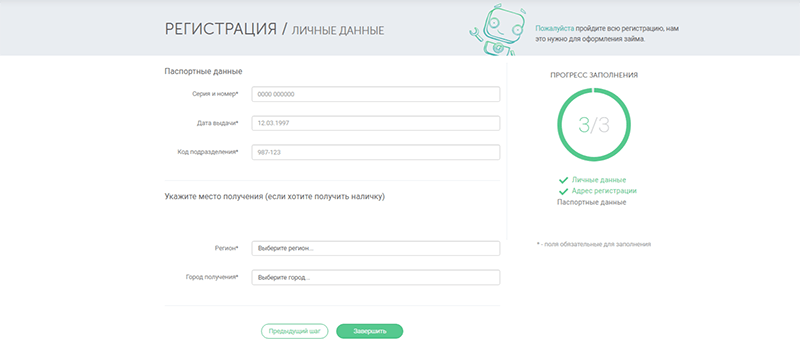 РЕГИСТРАЦИЯ / ЛИЧНЫЕ ДАННЫЕ
Пожалуйста пройдите всю регистрацию, нам
это нужно для оформления займа.
Паспортные данные
Серия и номер* 0000 000000
Дата выдачи* 12.03.1997
Код подразделения* 987-123
Укажите место получения (если хотите получить наличку)
Регион* Выберите регион...
Город получения* Выберите город...
Предыдущий шаг Завершить
ПРОГРЕСС ЗАПОЛНЕНИЯ
3/3
Личные данные
Адрес регистрации
Паспортные данные
* - поля обязательные для заполнения